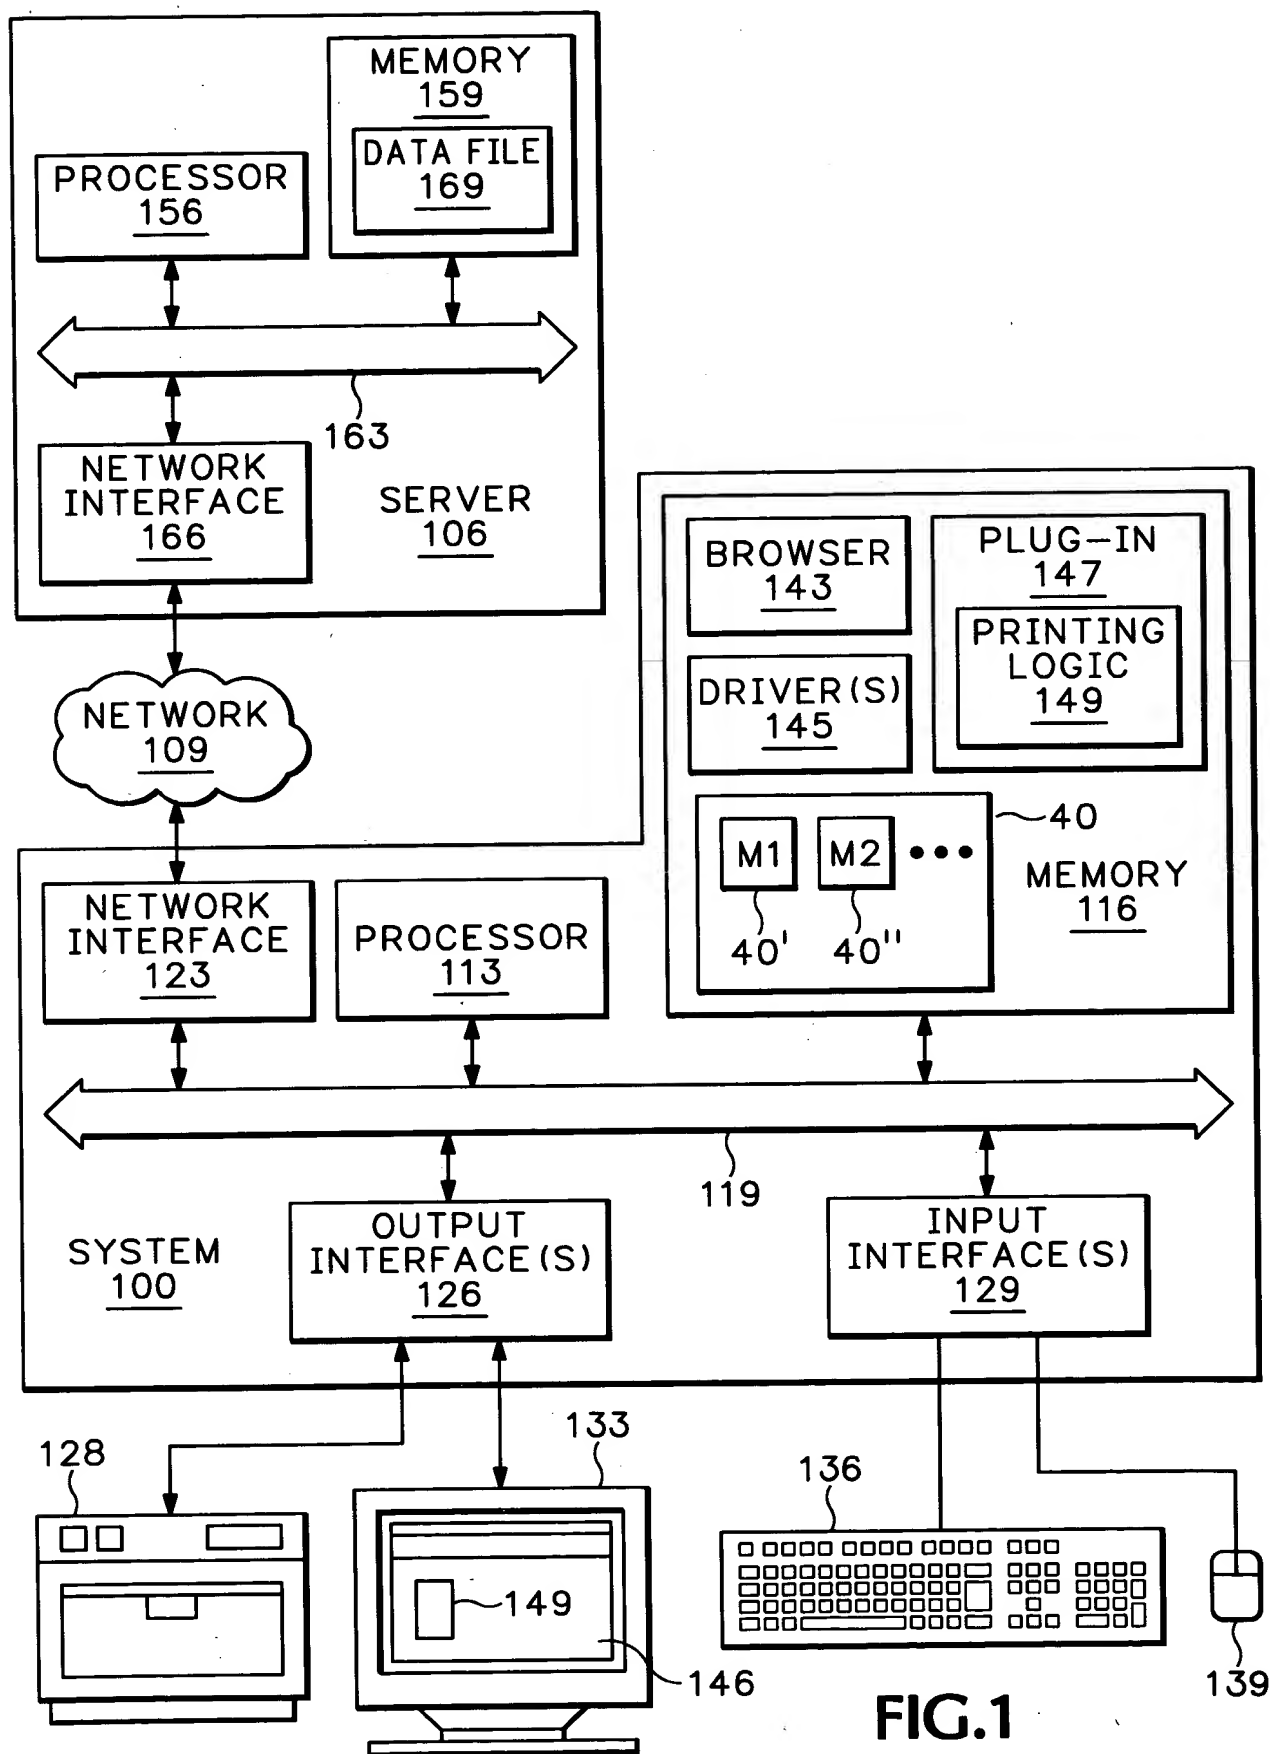 MEMORY
159
DATA FILE
169
PROCESSOR
156
163
NETWORK
INTERFACE
166
SERVER
106
NETWORK
109
BROWSER
143
PLUG-IN
147
PRINTING
LOGIC
149
DRIVER(S)
145
40
M1
M2
40'
40''
MEMORY
116
NETWORK
INTERFACE
123
PROCESSOR
113
119
SYSTEM
100
OUTPUT
INTERFACE(S)
126
INPUT
INTERFACE(S)
129
128
133
136
149
146
139
FIG.1